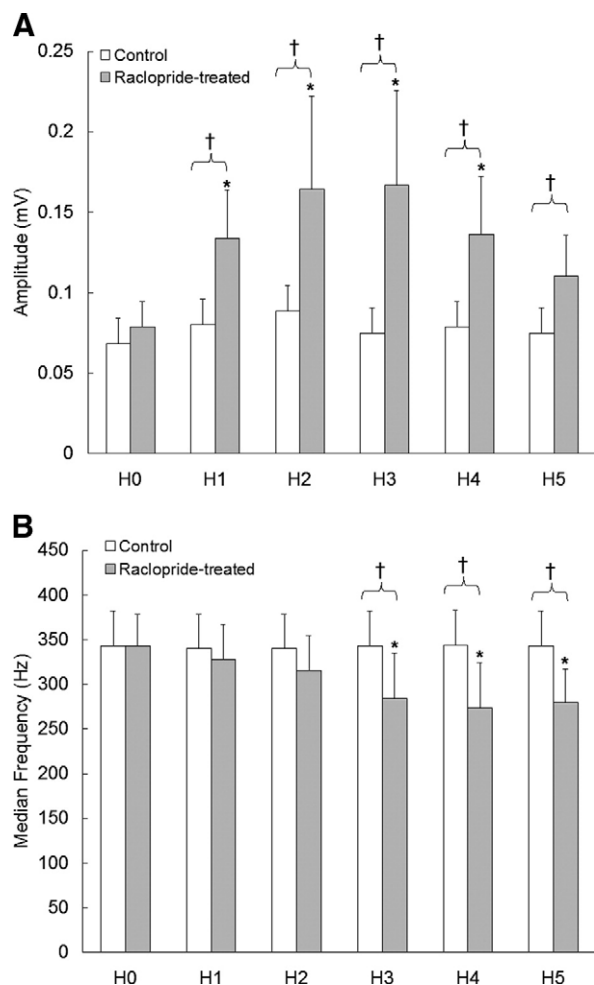 A
Control
Raclopride-treated
Amplitude (mV)
0.25
0.2
0.15
0.1
0.05
0
†
*
†
*
†
*
†
*
†
H0
H1
H2
H3
H4
H5
B
Control
Raclopride-treated
Median Frequency (Hz)
450
400
350
300
250
200
150
100
50
0
†
*
†
*
†
*
H0
H1
H2
H3
H4
H5